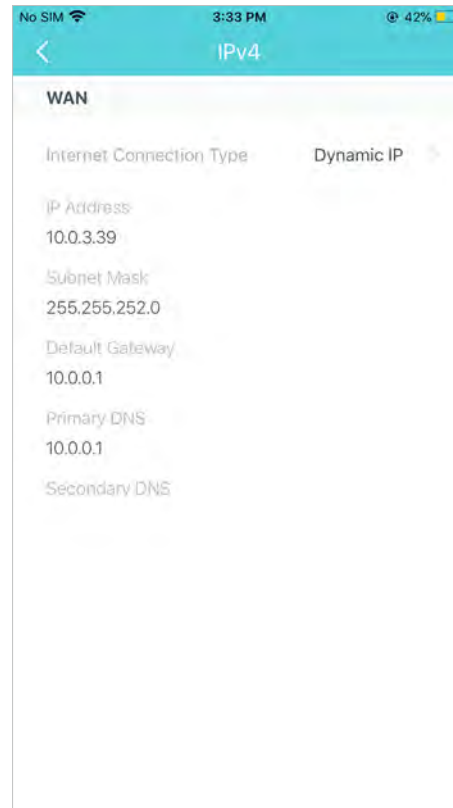 No SIM 3:33 PM 42%
IPv4
WAN
Internet Connection Type Dynamic IP
IP Address
10.0.3.39
Subnet Mask
255.255.252.0
Default Gateway
10.0.0.1
Primary DNS
10.0.0.1
Secondary DNS